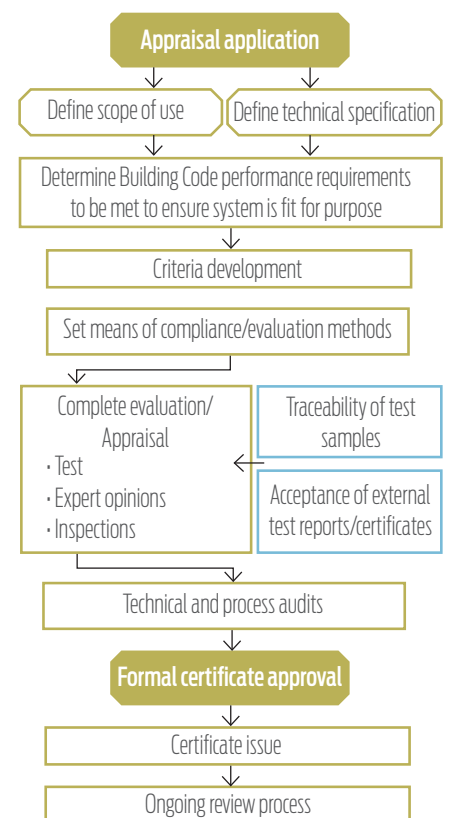 Appraisal application
Define scope of use
Define technical specification
Determine Building Code performance requirements
to be met to ensure system is fit for purpose
Criteria development
Set means of compliance/evaluation methods
Complete evaluation/
Appraisal
• Test
• Expert opinions
• Inspections
Traceability of test
samples
Acceptance of external
test reports/certificates
Technical and process audits
Formal certificate approval
Certificate issue
Ongoing review process